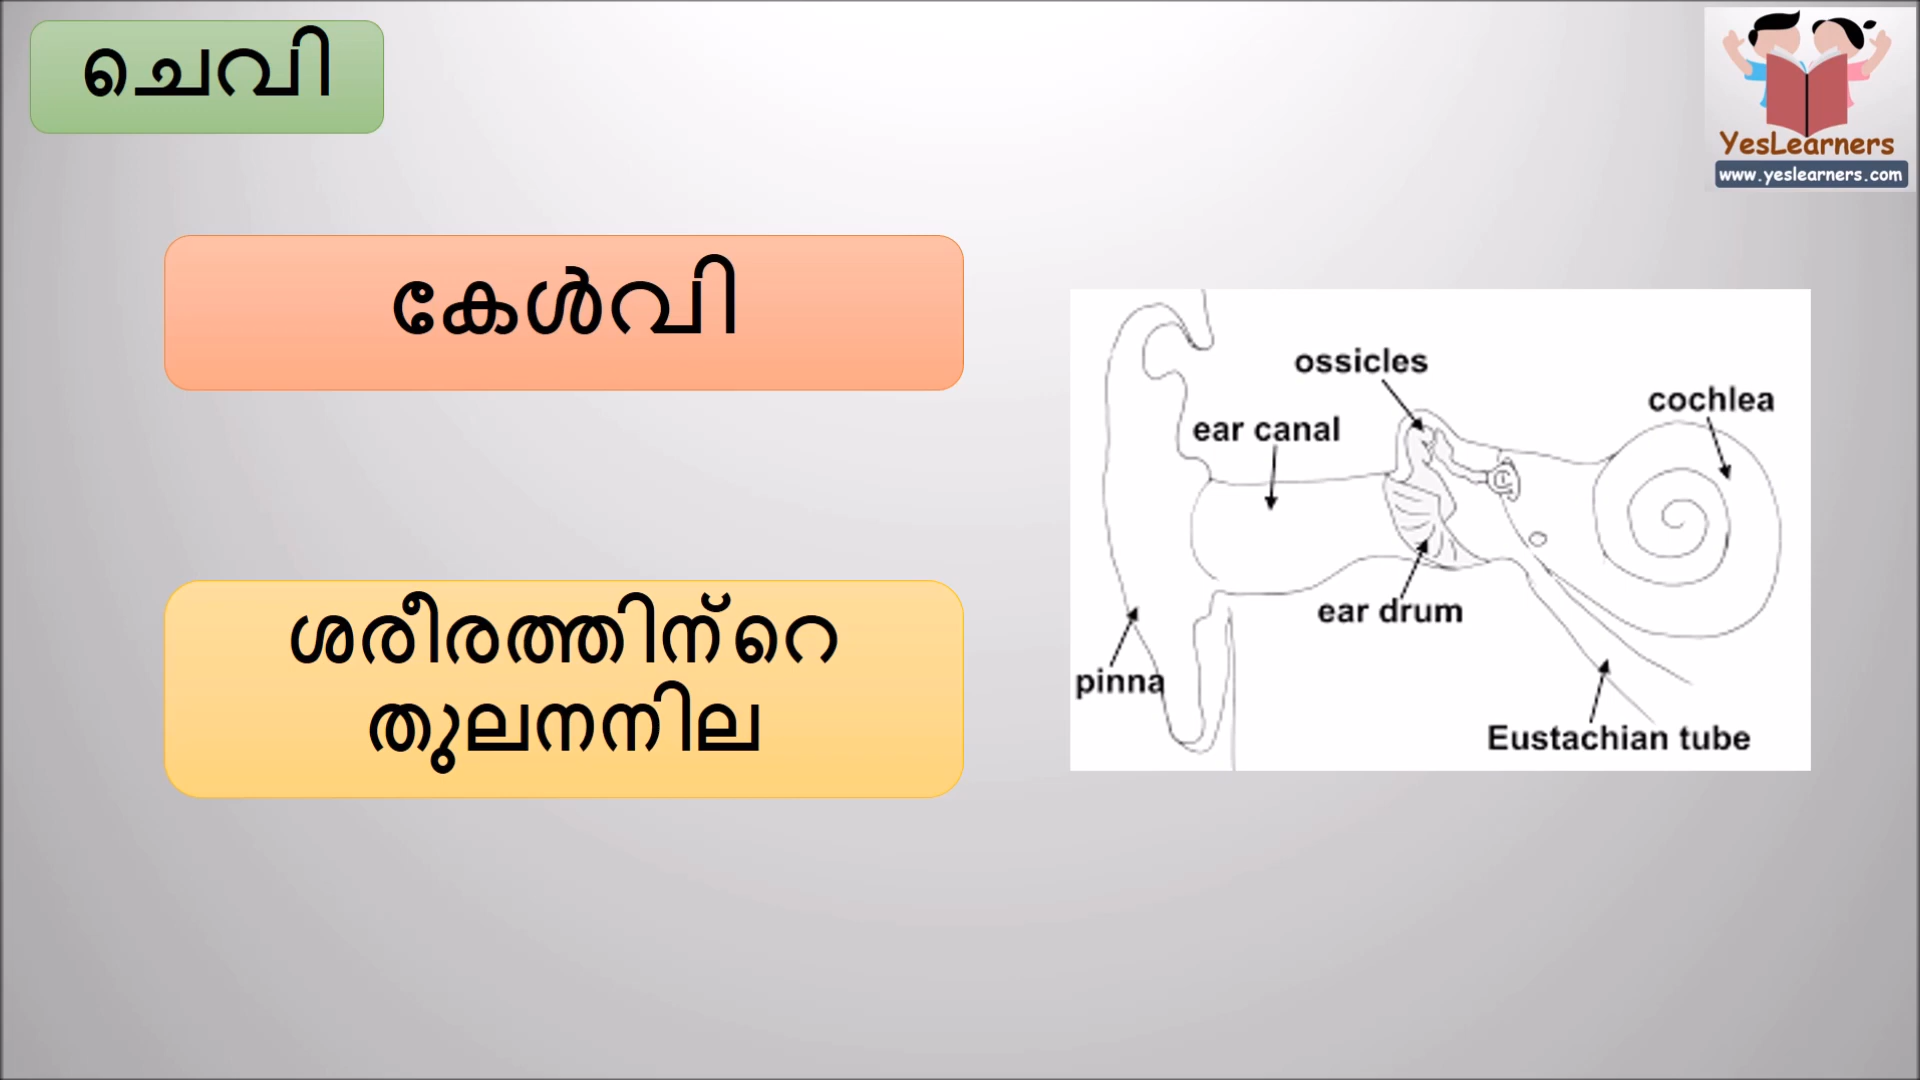 ചെവി
YesLearners
www.yeslearners.com
കേൾവി
ശരീരത്തിന്റെ
തുലനനില
ossicles
cochlea
ear canal
ear drum
pinna
Eustachian tube